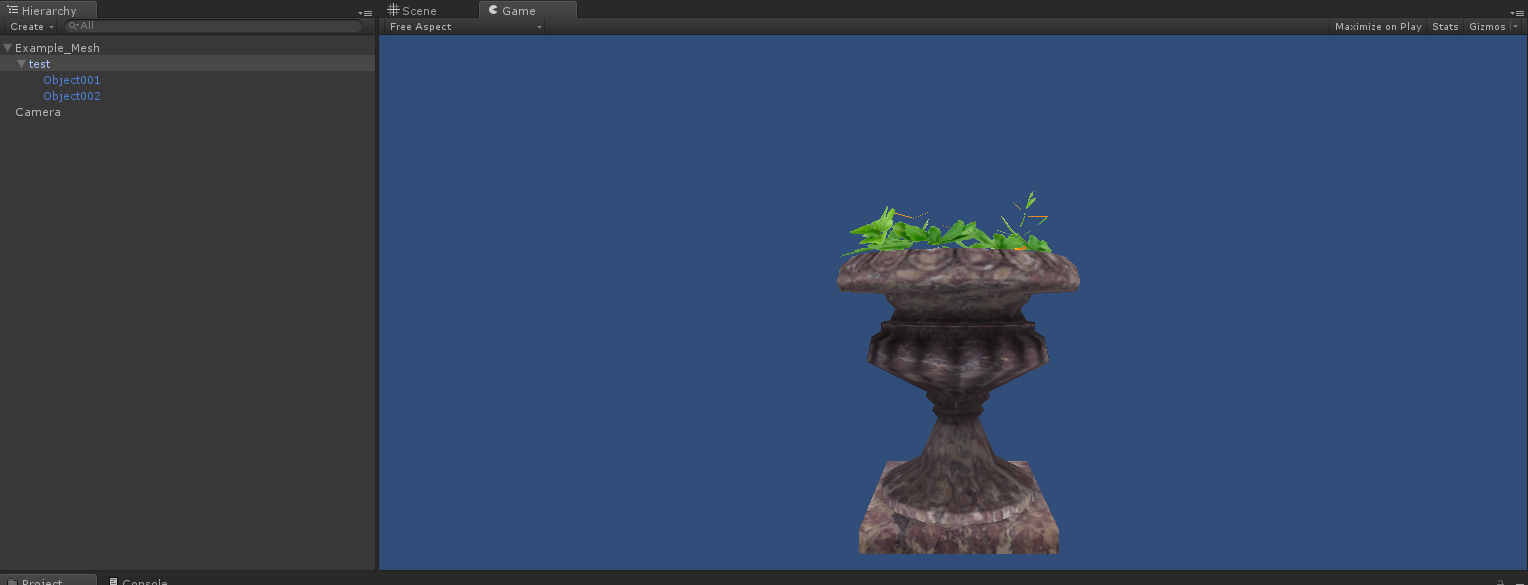 Hierarchy
Create All
Example_Mesh
test
Object001
Object002
Camera
Scene Game
Free Aspect Maximize on Play Stats Gizmos
Project Console